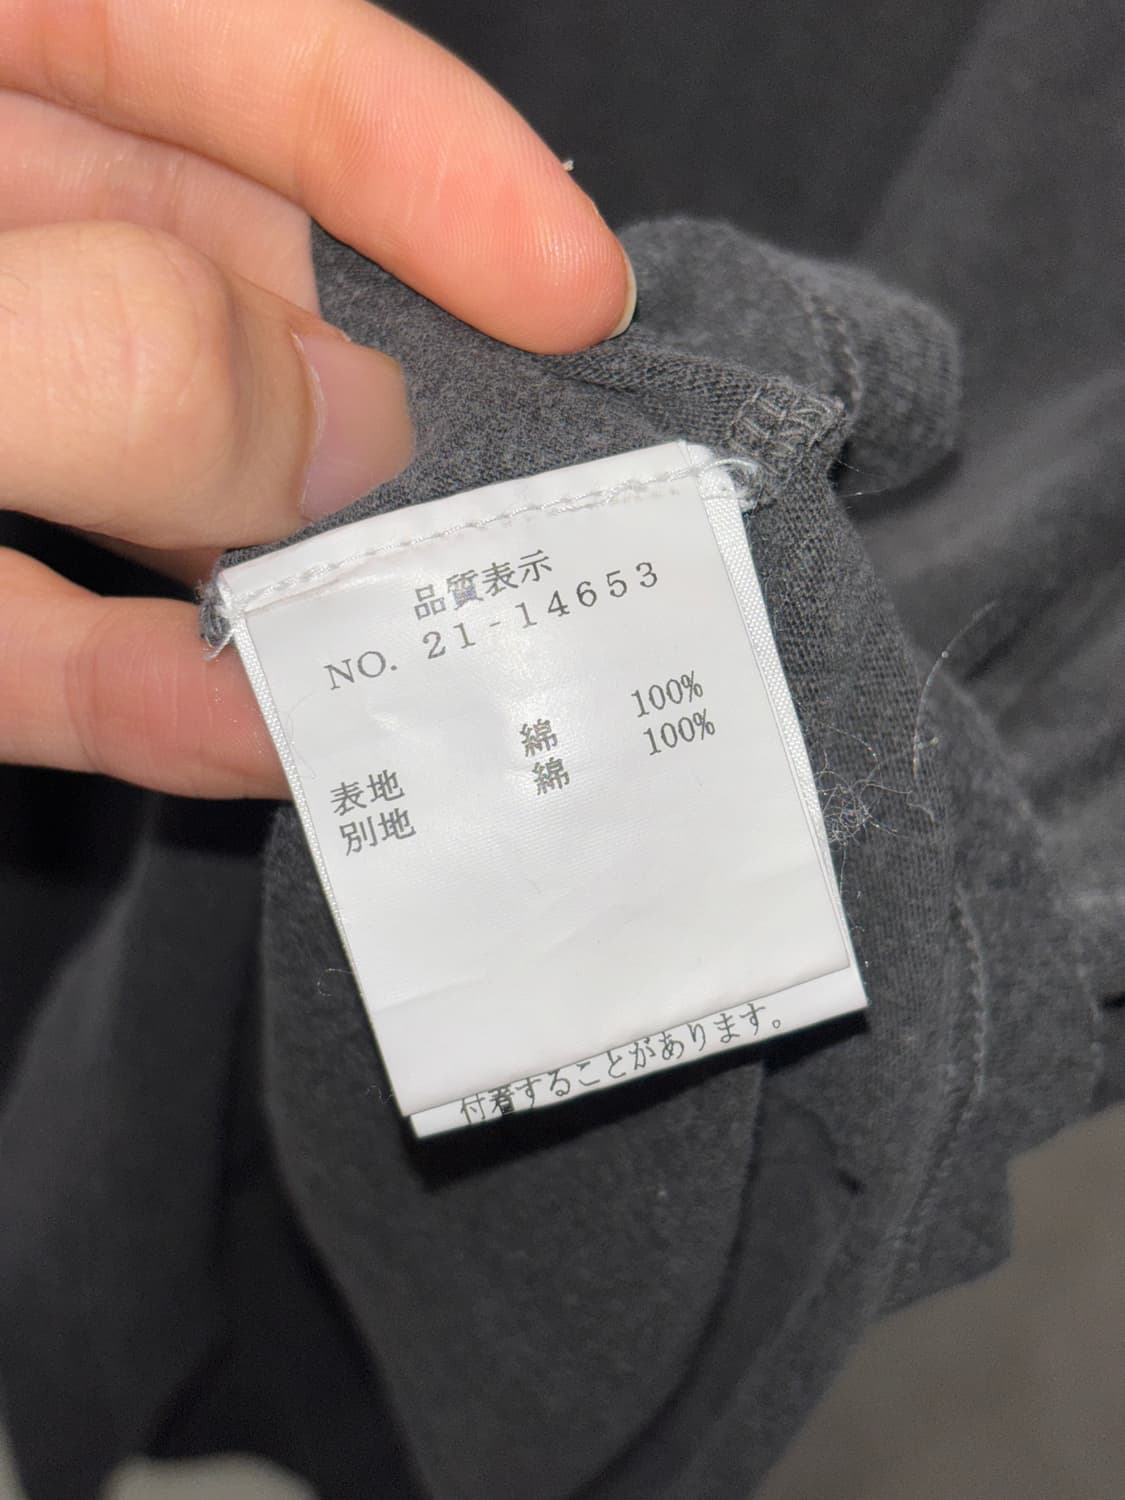 品質表示
NO. 21-14653
表地 綿 100%
別地 綿 100%
付着することがあります。